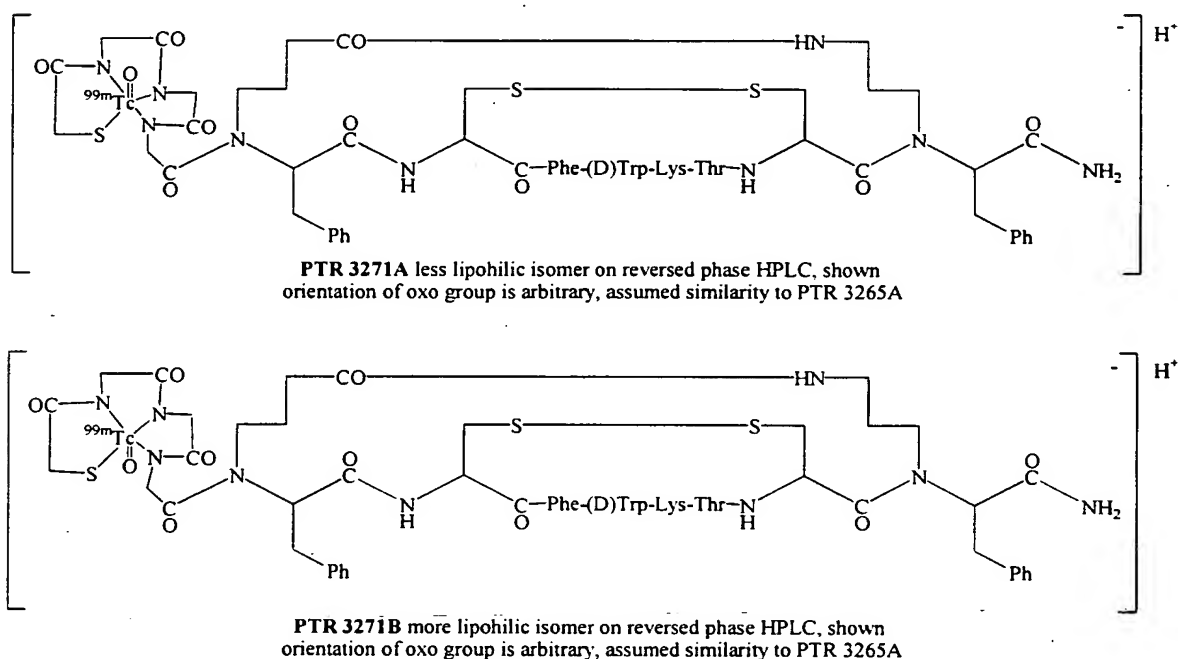 CO
CO
HN
H+
OC
N
O
99mTc
N
S
S
S
N
CO
N
O
O
O
N
N
H
O
Phe-(D)Trp-Lys-Thr
N
H
O
N
NH2
O
Ph
Ph
PTR 3271A less lipohilic isomer on reversed phase HPLC, shown
orientation of oxo group is arbitrary, assumed similarity to PTR 3265A
CO
CO
HN
H+
OC
N
N
99mTc
S
S
S
N
CO
O
N
O
O
N
N
H
O
Phe-(D)Trp-Lys-Thr
N
H
O
N
NH2
O
Ph
Ph
PTR 3271B more lipohilic isomer on reversed phase HPLC, shown
orientation of oxo group is arbitrary, assumed similarity to PTR 3265A